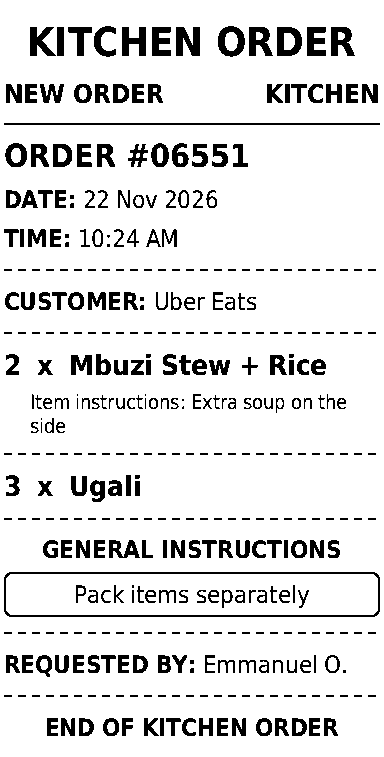 KITCHEN ORDER
NEW ORDER KITCHEN
ORDER #06551
DATE: 22 Nov 2026
TIME: 10:24 AM
CUSTOMER: Uber Eats
2 x Mbuzi Stew + Rice
Item instructions: Extra soup on the
side
3 x Ugali
GENERAL INSTRUCTIONS
Pack items separately
REQUESTED BY: Emmanuel O.
END OF KITCHEN ORDER